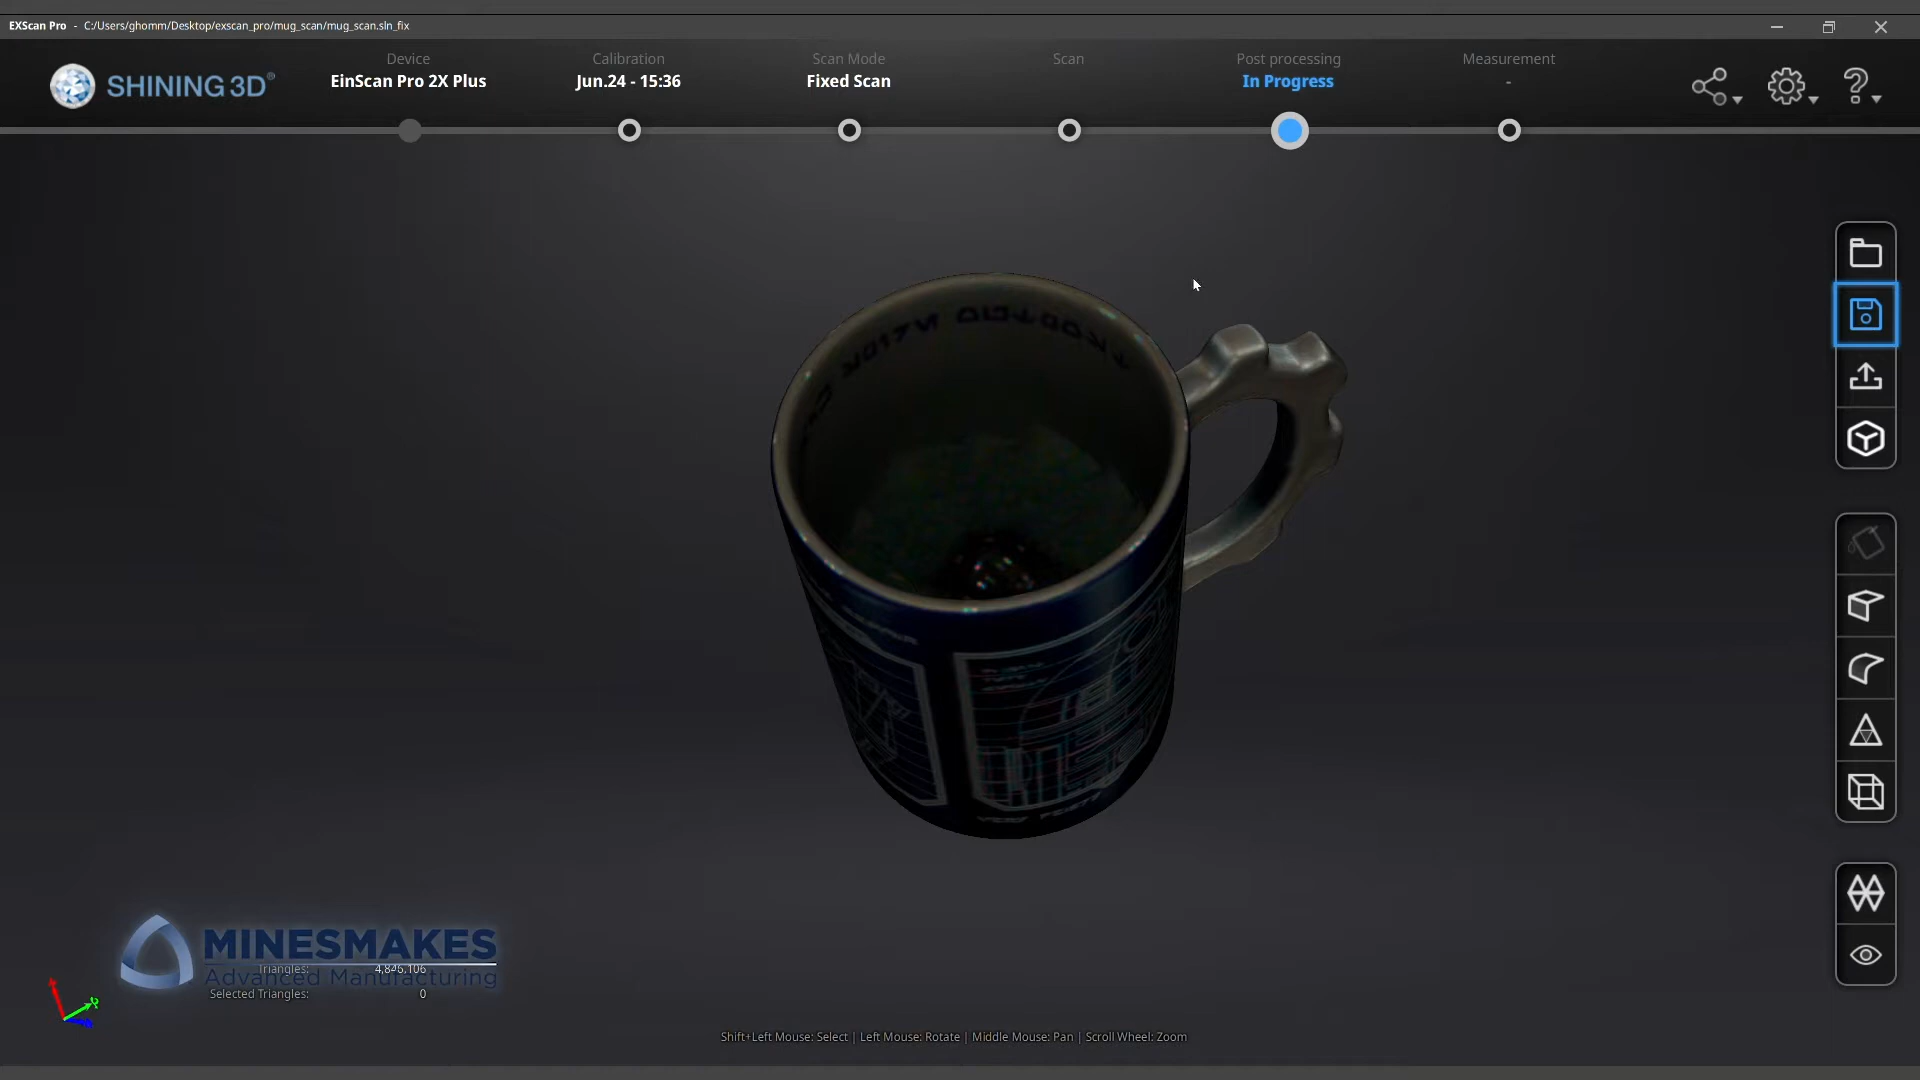 EXScan Pro - C:/Users/ghomm/Desktop/exscan_pro/mug_scan/mug_scan.sln_fix
SHINING 3D®
Device
EinScan Pro 2X Plus
Calibration
Jun.24 - 15:36
Scan Mode
Fixed Scan
Scan
Post processing
In Progress
Measurement
-
MINESMAKES
Advanced Manufacturing
Triangles: 4,846,106
Selected Triangles: 0
Shift+Left Mouse: Select | Left Mouse: Rotate | Middle Mouse: Pan | Scroll Wheel: Zoom